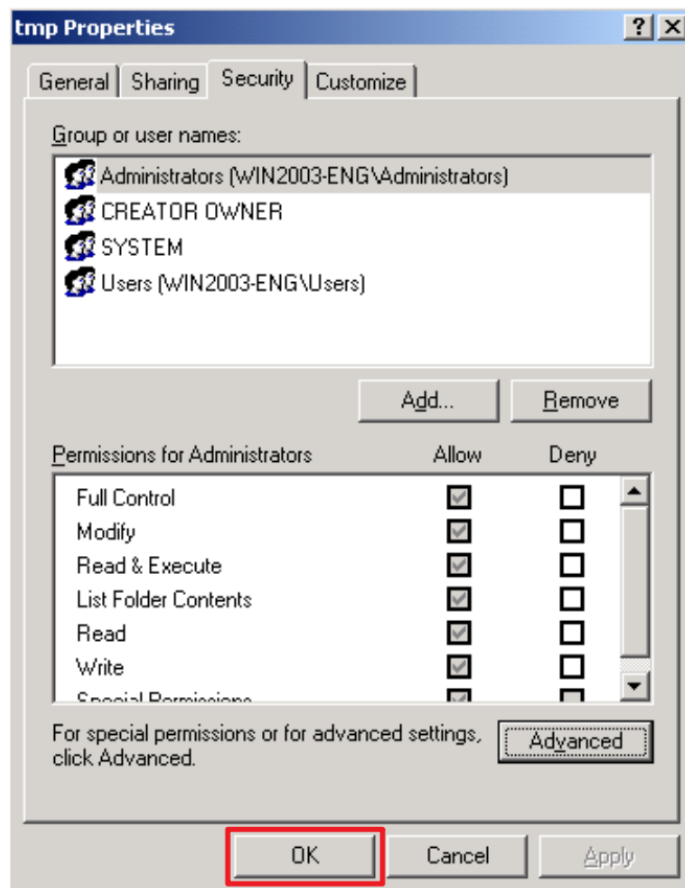 tmp Properties
General Sharing Security Customize
Group or user names:
Administrators (WIN2003-ENG\Administrators)
CREATOR OWNER
SYSTEM
Users (WIN2003-ENG\Users)
Add... Remove
Permissions for Administrators Allow Deny
Full Control
Modify
Read & Execute
List Folder Contents
Read
Write
Special Permissions
For special permissions or for advanced settings,
click Advanced.
Advanced
OK Cancel Apply